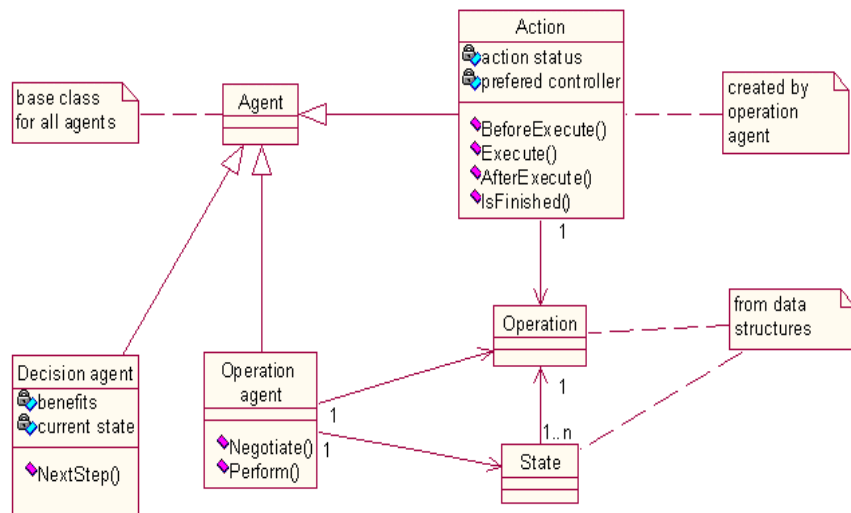 Action
action status
prefered controller
BeforeExecute()
Execute()
AfterExecute()
IsFinished()
base class
for all agents
Agent
created by
operation
agent
1
Operation
from data
structures
1
Decision agent
benefits
current state
NextStep()
Operation
agent
Negotiate()
Perform()
1
1
1..n
State